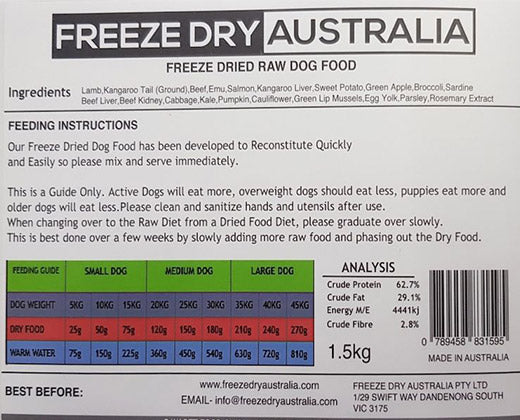 FREEZE DRY AUSTRALIA
FREEZE DRIED RAW DOG FOOD
Ingredients Lamb,Kangaroo Tail (Ground),Beef,Emu,Salmon,Kangaroo Liver,Sweet Potato,Green Apple,Broccoli,Sardine
Beef Liver,Beef Kidney,Cabbage,Kale,Pumpkin,Cauliflower,Green Lip Mussels,Egg Yolk,Parsley,Rosemary Extract
FEEDING INSTRUCTIONS
Our Freeze Dried Dog Food has been developed to Reconstitute Quickly
and Easily so please mix and serve immediately.
This is a Guide Only. Active Dogs will eat more, overweight dogs should eat less, puppies eat more and
older dogs will eat less.Please clean and sanitize hands and utensils after use.
When changing over to the Raw Diet from a Dried Food Diet, please graduate over slowly.
This is best done over a few weeks by slowly adding more raw food and phasing out the Dry Food.
FEEDING GUIDE SMALL DOG MEDIUM DOG LARGE DOG
DOG WEIGHT 5KG 10KG 15KG 20KG 25KG 30KG 35KG 40KG 45KG
DRY FOOD 25g 50g 75g 120g 150g 180g 210g 240g 270g
WARM WATER 75g 150g 225g 360g 450g 540g 630g 720g 810g
ANALYSIS
Crude Protein 62.7%
Crude Fat 29.1%
Energy M/E 4441kj
Crude Fibre 2.8%
1.5kg
0 789458 831595
MADE IN AUSTRALIA
BEST BEFORE:
www.freezedryaustralia.com
EMAIL- info@freezedryaustralia.com
FREEZE DRY AUSTRALIA PTY LTD
1/29 SWIFT WAY DANDENONG SOUTH
VIC 3175